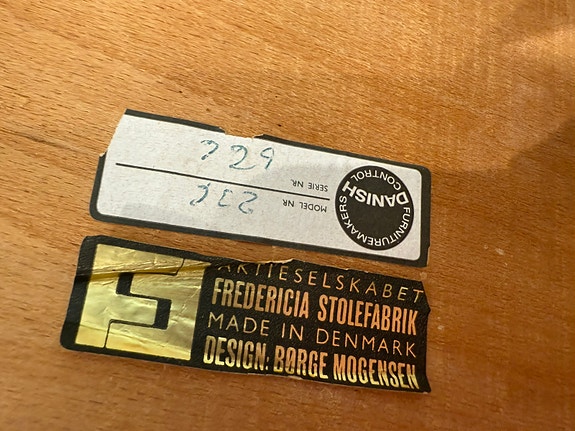 DANISH
FURNITUREMAKERS
CONTROL
MODEL NR.
SERIE NR.
AKTIESELSKABET
FREDERICIA STOLEFABRIK
MADE IN DENMARK
DESIGN: BØRGE MOGENSEN